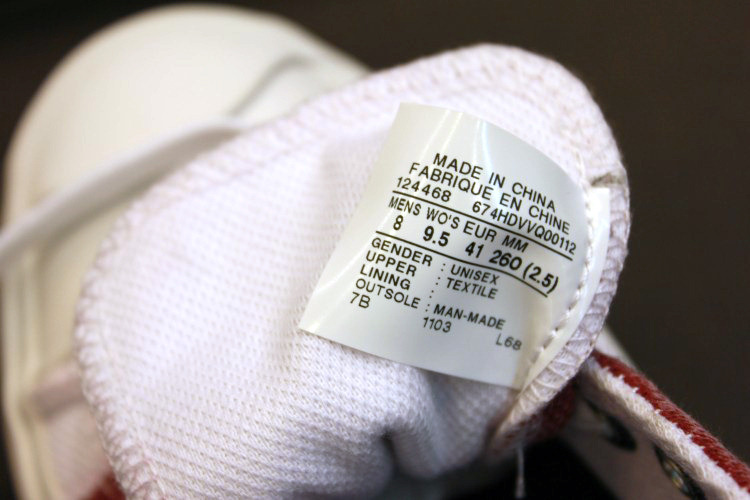 MADE IN CHINA
FABRIQUE EN CHINE
124468 674HDVVQ00112
MENS WO'S EUR MM
8 9.5 41 260 (2.5)
GENDER : UNISEX
UPPER : TEXTILE
LINING :
OUTSOLE : MAN-MADE
7B 1103 L68